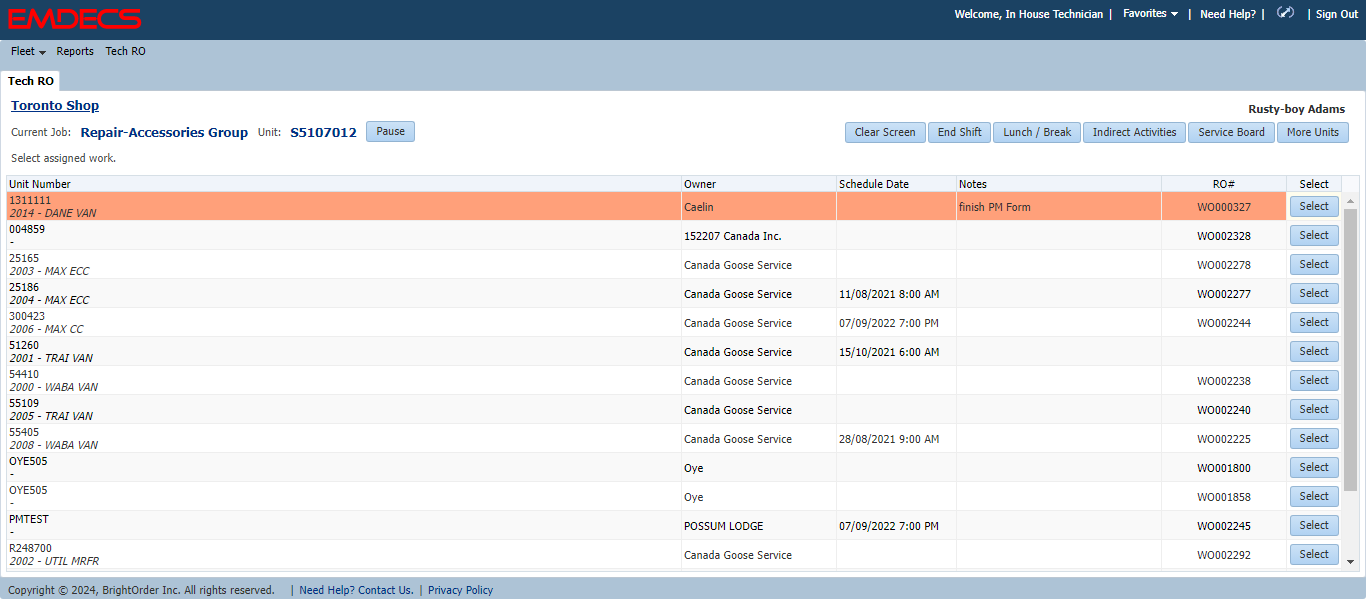 EMDECS
Welcome, In House Technician | Favorites | Need Help? | | Sign Out
Fleet Reports Tech RO
Tech RO
Toronto Shop
Rusty-boy Adams
Current Job: Repair-Accessories Group Unit: S5107012 Pause
Clear Screen End Shift Lunch / Break Indirect Activities Service Board More Units
Select assigned work.
Unit Number Owner Schedule Date Notes RO# Select
1311111
2014 - DANE VAN Caelin finish PM Form WO000327 Select
004859
- 152207 Canada Inc. WO002328 Select
25165
2003 - MAX ECC Canada Goose Service WO002278 Select
25186
2004 - MAX ECC Canada Goose Service 11/08/2021 8:00 AM WO002277 Select
300423
2006 - MAX CC Canada Goose Service 07/09/2022 7:00 PM WO002244 Select
51260
2001 - TRAI VAN Canada Goose Service 15/10/2021 6:00 AM Select
54410
2000 - WABA VAN Canada Goose Service WO002238 Select
55109
2005 - TRAI VAN Canada Goose Service WO002240 Select
55405
2008 - WABA VAN Canada Goose Service 28/08/2021 9:00 AM WO002225 Select
OYE505
- Oye WO001800 Select
OYE505
- Oye WO001858 Select
PMTEST
- POSSUM LODGE 07/09/2022 7:00 PM WO002245 Select
R248700
2002 - UTIL MRFR Canada Goose Service WO002292 Select
Copyright © 2024, BrightOrder Inc. All rights reserved. | Need Help? Contact Us. | Privacy Policy